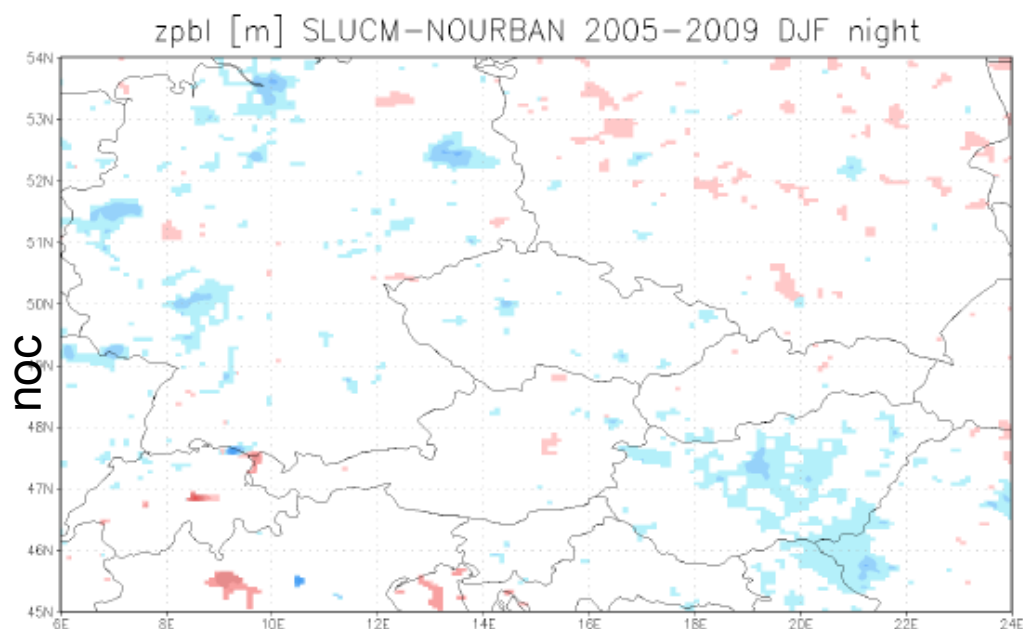 zpbl [m] SLUCM−NOURBAN 2005−2009 DJF night
54N
53N
52N
51N
50N
49N
48N
47N
46N
45N
noc
6E 8E 10E 12E 14E 16E 18E 20E 22E 24E